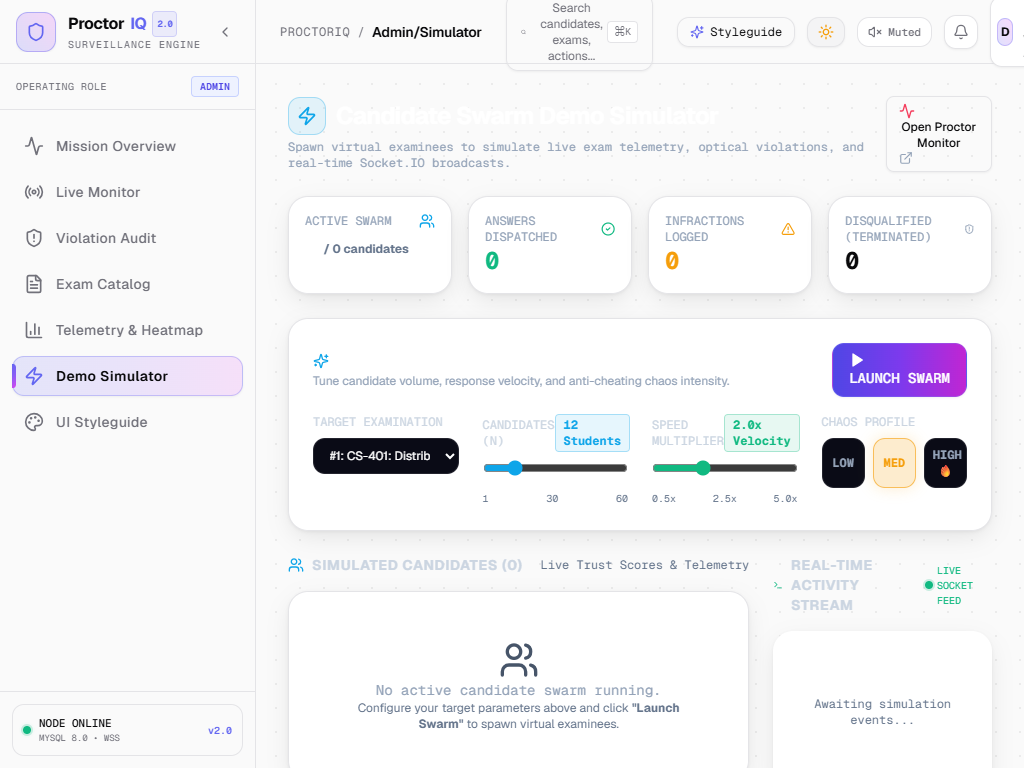 Proctor IQ 2.0
SURVEILLANCE ENGINE
OPERATING ROLE
ADMIN
Mission Overview
Live Monitor
Violation Audit
Exam Catalog
Telemetry & Heatmap
Demo Simulator
UI Styleguide
NODE ONLINE
MYSQL 8.0 • WSS
v2.0
PROCTORIQ / Admin/Simulator
Search
candidates,
exams,
actions...
⌘K
Styleguide
Muted
D
Candidate Swarm Demo Simulator
Spawn virtual examinees to simulate live exam telemetry, optical violations, and
real-time Socket.IO broadcasts.
Open Proctor
Monitor
ACTIVE SWARM
/ 0 candidates
ANSWERS
DISPATCHED
0
INFRACTIONS
LOGGED
0
DISQUALIFIED
(TERMINATED)
0
Tune candidate volume, response velocity, and anti-cheating chaos intensity.
LAUNCH SWARM
TARGET EXAMINATION
#1: CS-401: Distrib
CANDIDATES
(N)
12
Students
1 30 60
SPEED
MULTIPLIER
2.0x
Velocity
0.5x 2.5x 5.0x
CHAOS PROFILE
LOW
MED
HIGH
🔥
SIMULATED CANDIDATES (0)
Live Trust Scores & Telemetry
No active candidate swarm running.
Configure your target parameters above and click "Launch
Swarm" to spawn virtual examinees.
REAL-TIME
ACTIVITY
STREAM
LIVE
SOCKET
FEED
Awaiting simulation
events...